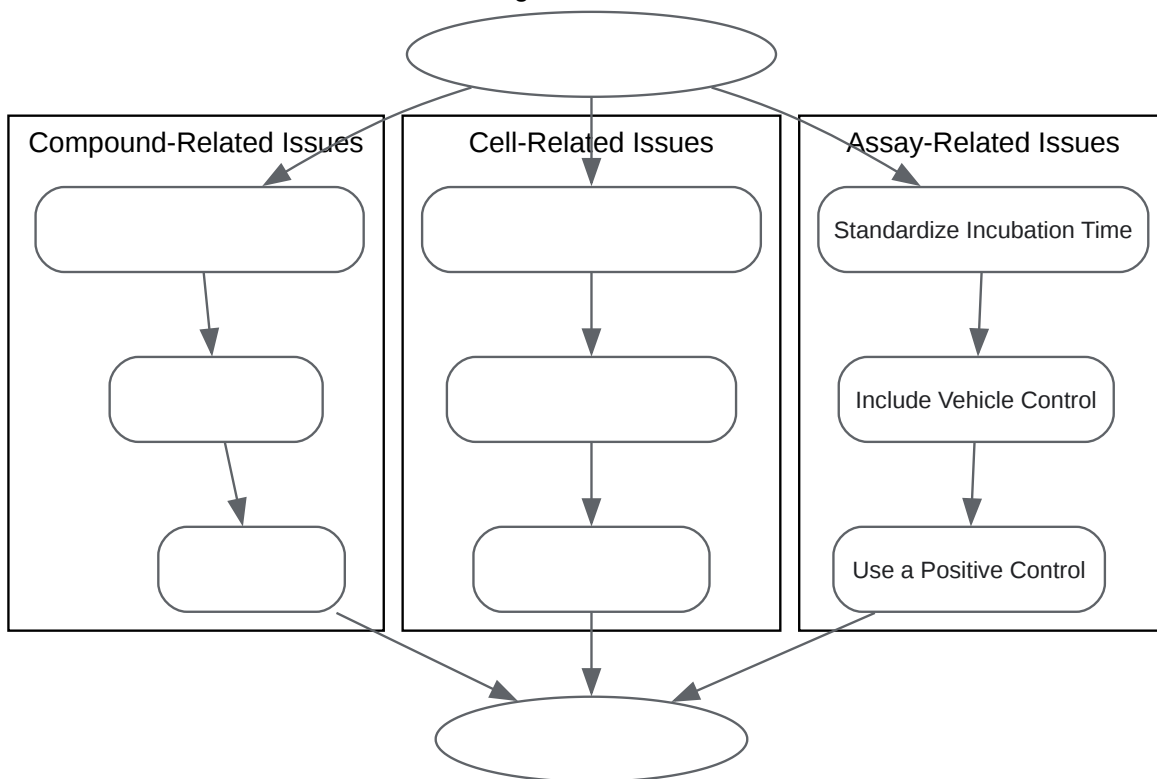 Compound-Related Issues
Cell-Related Issues
Assay-Related Issues
Standardize Incubation Time
Include Vehicle Control
Use a Positive Control